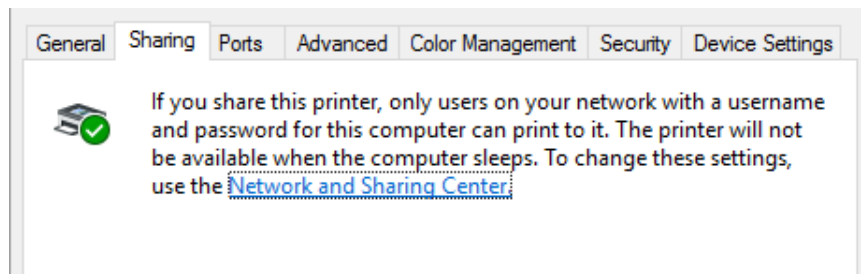 General Sharing Ports Advanced Color Management Security Device Settings
If you share this printer, only users on your network with a username
and password for this computer can print to it. The printer will not
be available when the computer sleeps. To change these settings,
use the Network and Sharing Center.